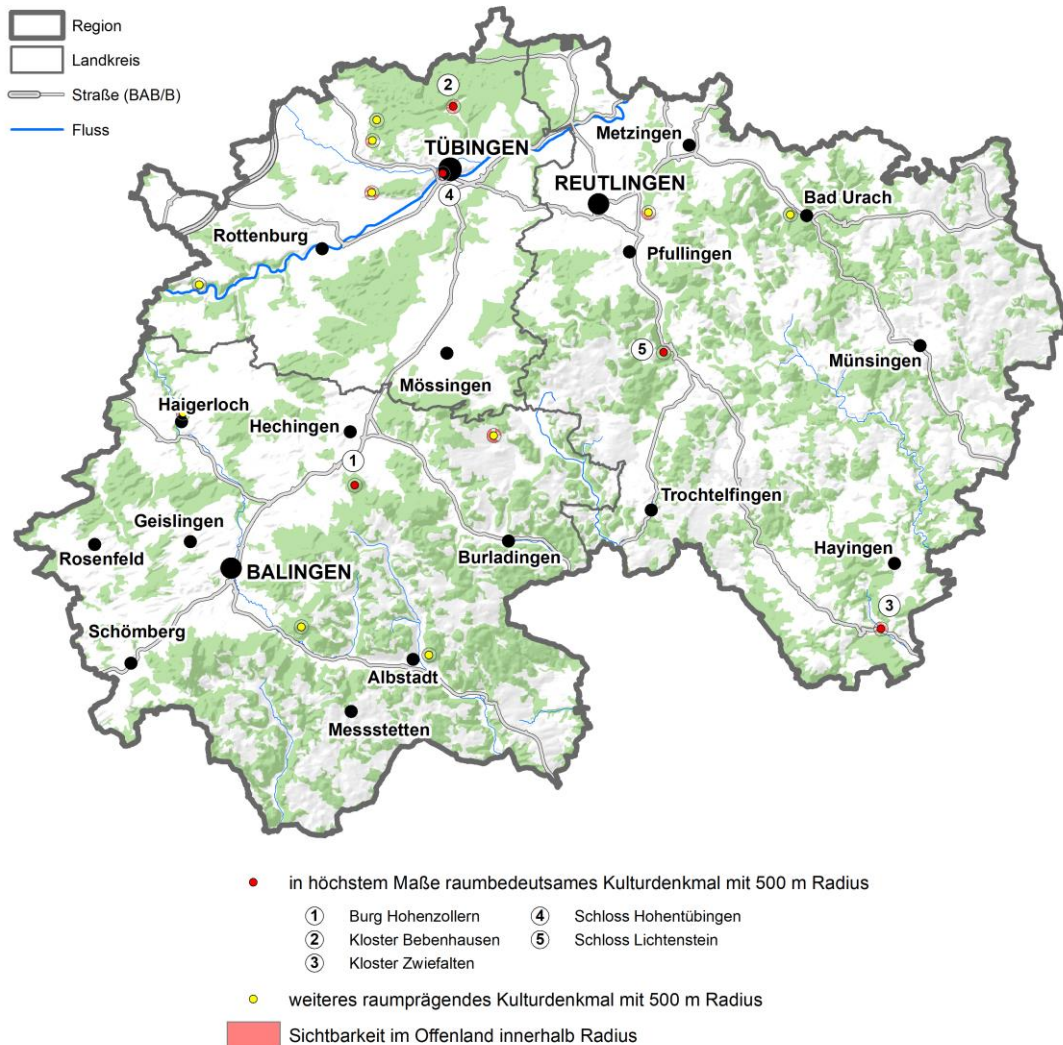 Region
Landkreis
Straße (BAB/B)
Fluss
2
Metzingen
TÜBINGEN
REUTLINGEN
4
Bad Urach
Rottenburg
Pfullingen
5
Münsingen
Mössingen
Haigerloch
Hechingen
1
Trochtelfingen
Geislingen
Rosenfeld
Burladingen
Hayingen
BALINGEN
3
Schömberg
Albstadt
Messstetten
in höchstem Maße raumbedeutsames Kulturdenkmal mit 500 m Radius
1 Burg Hohenzollern
2 Kloster Bebenhausen
3 Kloster Zwiefalten
4 Schloss Hohentübingen
5 Schloss Lichtenstein
weiteres raumprägendes Kulturdenkmal mit 500 m Radius
Sichtbarkeit im Offenland innerhalb Radius